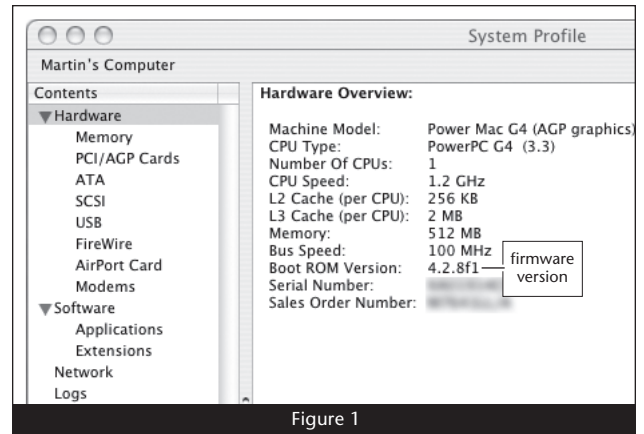 System Profile
Martin's Computer
Contents
Hardware
Memory
PCI/AGP Cards
ATA
SCSI
USB
FireWire
AirPort Card
Modems
Software
Applications
Extensions
Network
Logs
Hardware Overview:
Machine Model: Power Mac G4 (AGP graphics)
CPU Type: PowerPC G4 (3.3)
Number Of CPUs: 1
CPU Speed: 1.2 GHz
L2 Cache (per CPU): 256 KB
L3 Cache (per CPU): 2 MB
Memory: 512 MB
Bus Speed: 100 MHz
Boot ROM Version: 4.2.8f1
Serial Number:
Sales Order Number:
firmware
version
Figure 1